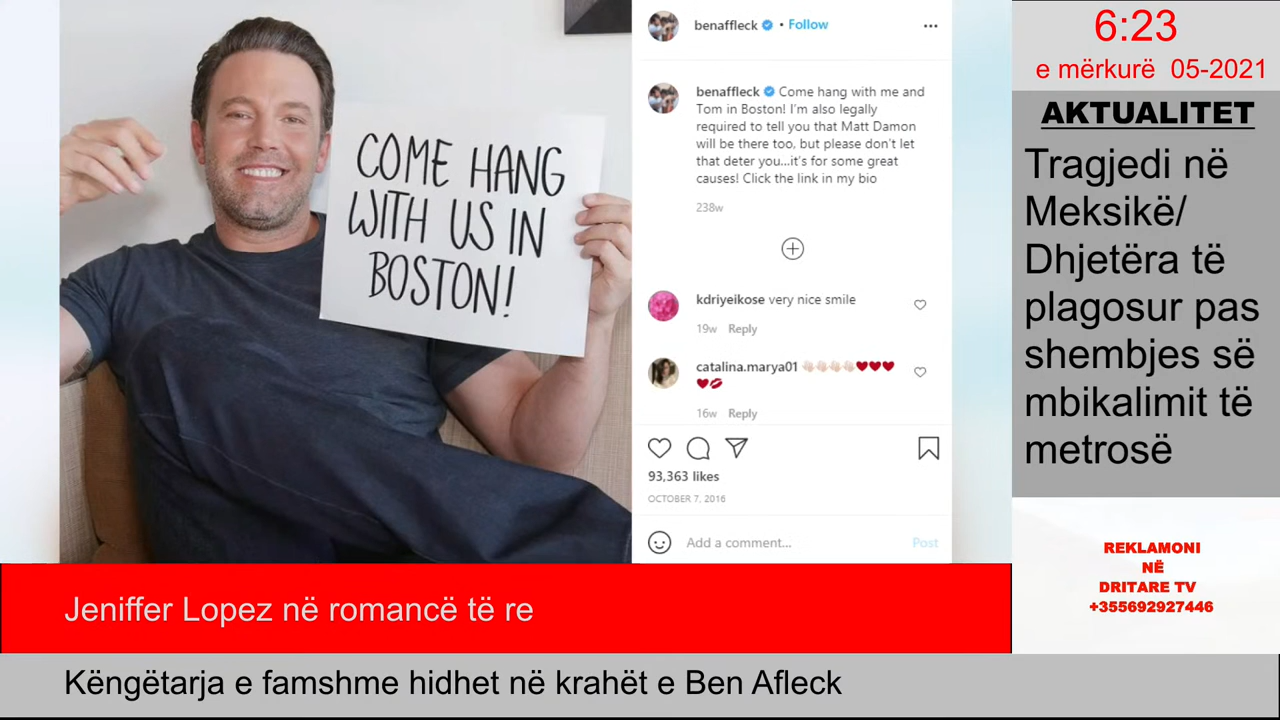 COME HANG
WITH US IN
BOSTON!
benaffleck • Follow
benaffleck Come hang with me and
Tom in Boston! I'm also legally
required to tell you that Matt Damon
will be there too, but please don't let
that deter you...it's for some great
causes! Click the link in my bio
238w
kdriyeikose very nice smile
19w Reply
catalina.marya01 👏🏻👏🏻👏🏻👏🏻❤❤❤
❤💋
16w Reply
93,363 likes
OCTOBER 7, 2016
Add a comment... Post
6:23
e mërkurë 05-2021
AKTUALITET
Tragjedi në
Meksikë/
Dhjetëra të
plagosur pas
shembjes së
mbikalimit të
metrosë
REKLAMONI
NË
DRITARE TV
+355692927446
Jeniffer Lopez në romancë të re
Këngëtarja e famshme hidhet në krahët e Ben Afleck